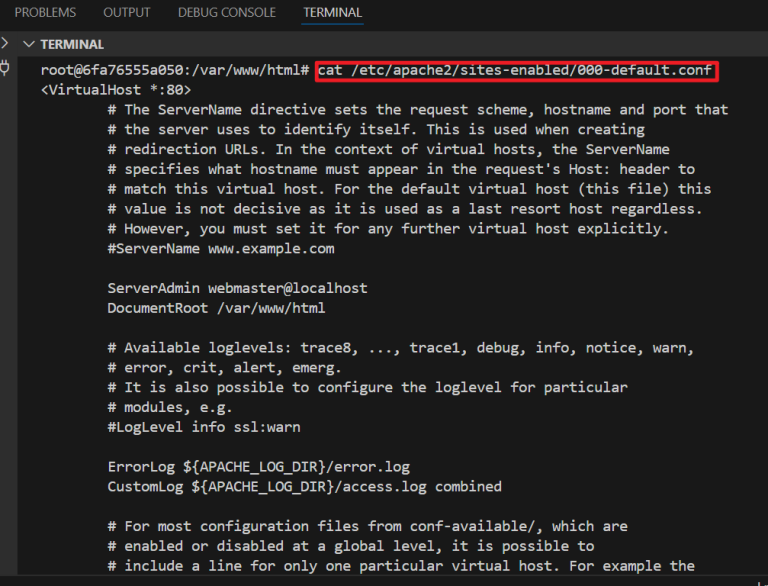 PROBLEMS OUTPUT DEBUG CONSOLE TERMINAL
TERMINAL
root@6fa76555a050:/var/www/html# cat /etc/apache2/sites-enabled/000-default.conf
<VirtualHost *:80>
# The ServerName directive sets the request scheme, hostname and port that
# the server uses to identify itself. This is used when creating
# redirection URLs. In the context of virtual hosts, the ServerName
# specifies what hostname must appear in the request's Host: header to
# match this virtual host. For the default virtual host (this file) this
# value is not decisive as it is used as a last resort host regardless.
# However, you must set it for any further virtual host explicitly.
#ServerName www.example.com
ServerAdmin webmaster@localhost
DocumentRoot /var/www/html
# Available loglevels: trace8, ..., trace1, debug, info, notice, warn,
# error, crit, alert, emerg.
# It is also possible to configure the loglevel for particular
# modules, e.g.
#LogLevel info ssl:warn
ErrorLog ${APACHE_LOG_DIR}/error.log
CustomLog ${APACHE_LOG_DIR}/access.log combined
# For most configuration files from conf-available/, which are
# enabled or disabled at a global level, it is possible to
# include a line for only one particular virtual host. For example the